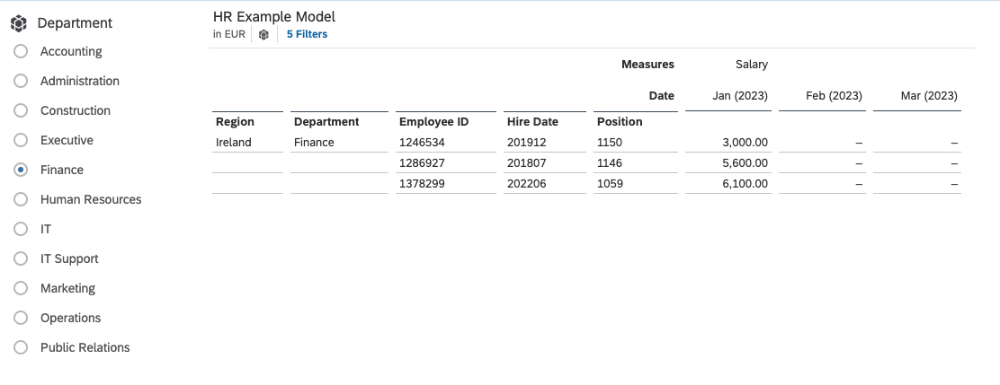 Department
Accounting
Administration
Construction
Executive
Finance
Human Resources
IT
IT Support
Marketing
Operations
Public Relations
HR Example Model
in EUR 5 Filters
Measures Salary
Date Jan (2023) Feb (2023) Mar (2023)
Region Department Employee ID Hire Date Position
Ireland Finance 1246534 201912 1150 3,000.00 – –
1286927 201807 1146 5,600.00 – –
1378299 202206 1059 6,100.00 – –